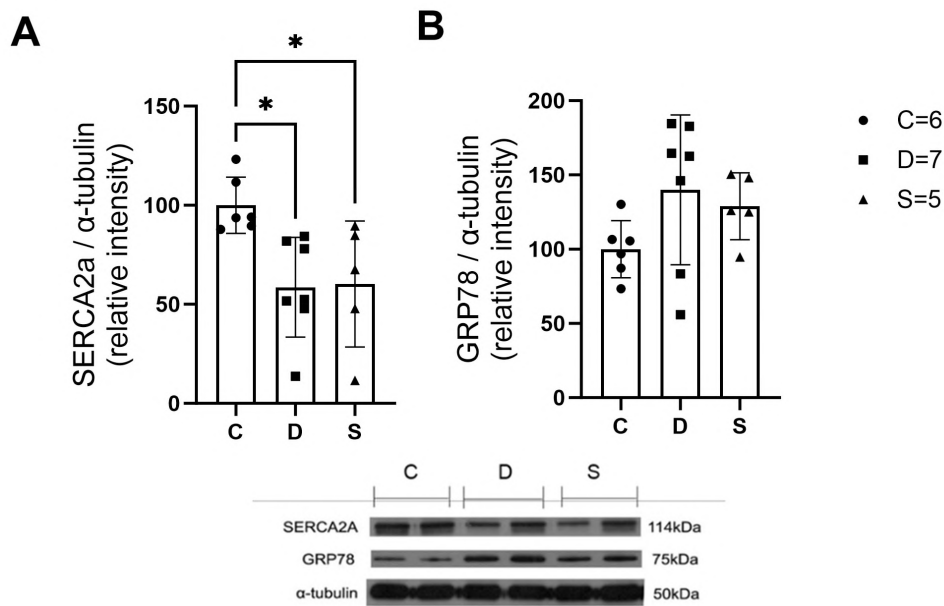 A
*
*
SERCA2a / α-tubulin
(relative intensity)
150
100
50
0
C D S
B
GRP78 / α-tubulin
(relative intensity)
200
150
100
50
0
C D S
C=6
D=7
S=5
C D S
SERCA2A 114kDa
GRP78 75kDa
α-tubulin 50kDa